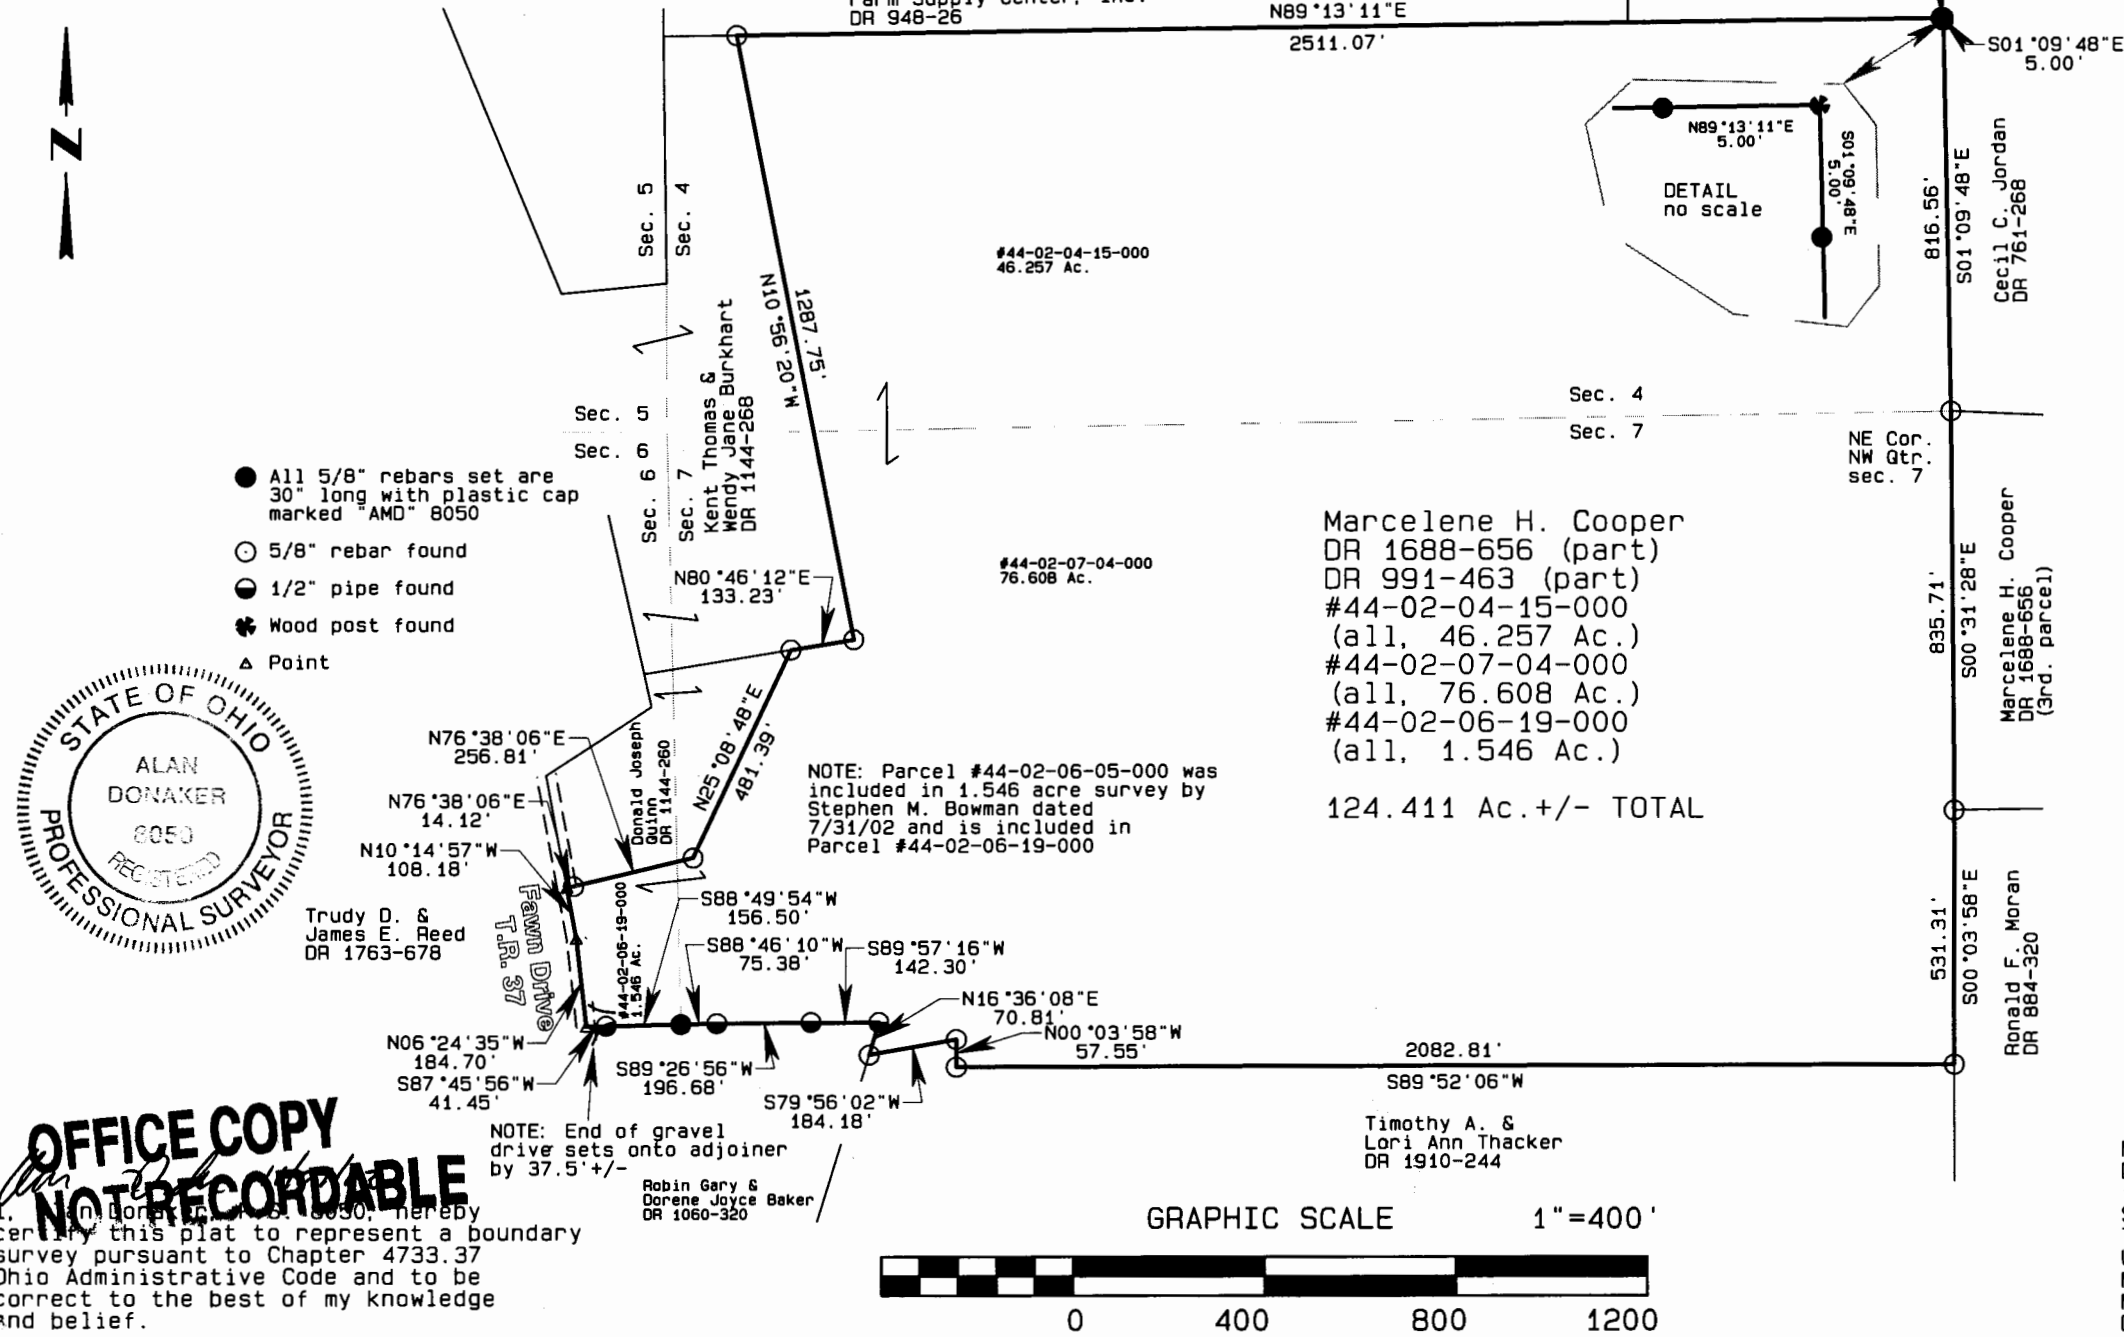 DR 948-26
N89°13'11"E
2511.07'
S01°09'48"E
5.00'
N
N89°13'11"E
5.00'
S01°09'48"E
5.00'
DETAIL
no scale
816.56'
S01°09'48"E
Cecil C. Jordan
DR 761-268
Sec. 5
Sec. 4
#44-02-04-15-000
46.257 Ac.
1287.75'
N10°56'20"W
Kent Thomas &
Wendy Jane Burkhart
DR 1144-268
Sec. 5
Sec. 6
Sec. 6
Sec. 7
Sec. 4
Sec. 7
NE Cor.
NW Qtr.
sec. 7
All 5/8" rebars set are
30" long with plastic cap
marked "AMD" 8050
5/8" rebar found
1/2" pipe found
Wood post found
Point
N80°46'12"E
133.23'
#44-02-07-04-000
76.608 Ac.
Marcelene H. Cooper
DR 1688-656 (part)
DR 991-463 (part)
#44-02-04-15-000
(all, 46.257 Ac.)
#44-02-07-04-000
(all, 76.608 Ac.)
#44-02-06-19-000
(all, 1.546 Ac.)
124.411 Ac.+/- TOTAL
835.71'
S00°31'28"E
Marcelene H. Cooper
DR 1688-656
(3rd. parcel)
STATE OF OHIO
ALAN
DONAKER
8050
REGISTERED
PROFESSIONAL SURVEYOR
N76°38'06"E
256.81'
Donald Joseph
Quinn
DR 1144-260
N25°08'48"E
481.39'
NOTE: Parcel #44-02-06-05-000 was
included in 1.546 acre survey by
Stephen M. Bowman dated
7/31/02 and is included in
Parcel #44-02-06-19-000
N76°38'06"E
14.12'
N10°14'57"W
108.18'
Trudy D. &
James E. Reed
DR 1763-678
Fawn Drive
T.R. 37
#44-02-06-19-000
1.546 Ac.
S88°49'54"W
156.50'
S88°46'10"W
75.38'
S89°57'16"W
142.30'
N16°36'08"E
70.81'
N00°03'58"W
57.55'
531.31'
S00°03'58"E
Ronald F. Moran
DR 884-320
N06°24'35"W
184.70'
S87°45'56"W
41.45'
S89°26'56"W
196.68'
S79°56'02"W
184.18'
2082.81'
S89°52'06"W
NOTE: End of gravel
drive sets onto adjoiner
by 37.5'+/-
Robin Gary &
Dorene Joyce Baker
DR 1060-320
Timothy A. &
Lori Ann Thacker
DR 1910-244
OFFICE COPY
NOT RECORDABLE
8050, hereby
certify this plat to represent a boundary
survey pursuant to Chapter 4733.37
Ohio Administrative Code and to be
correct to the best of my knowledge
and belief.
GRAPHIC SCALE 1"=400'
0 400 800 1200